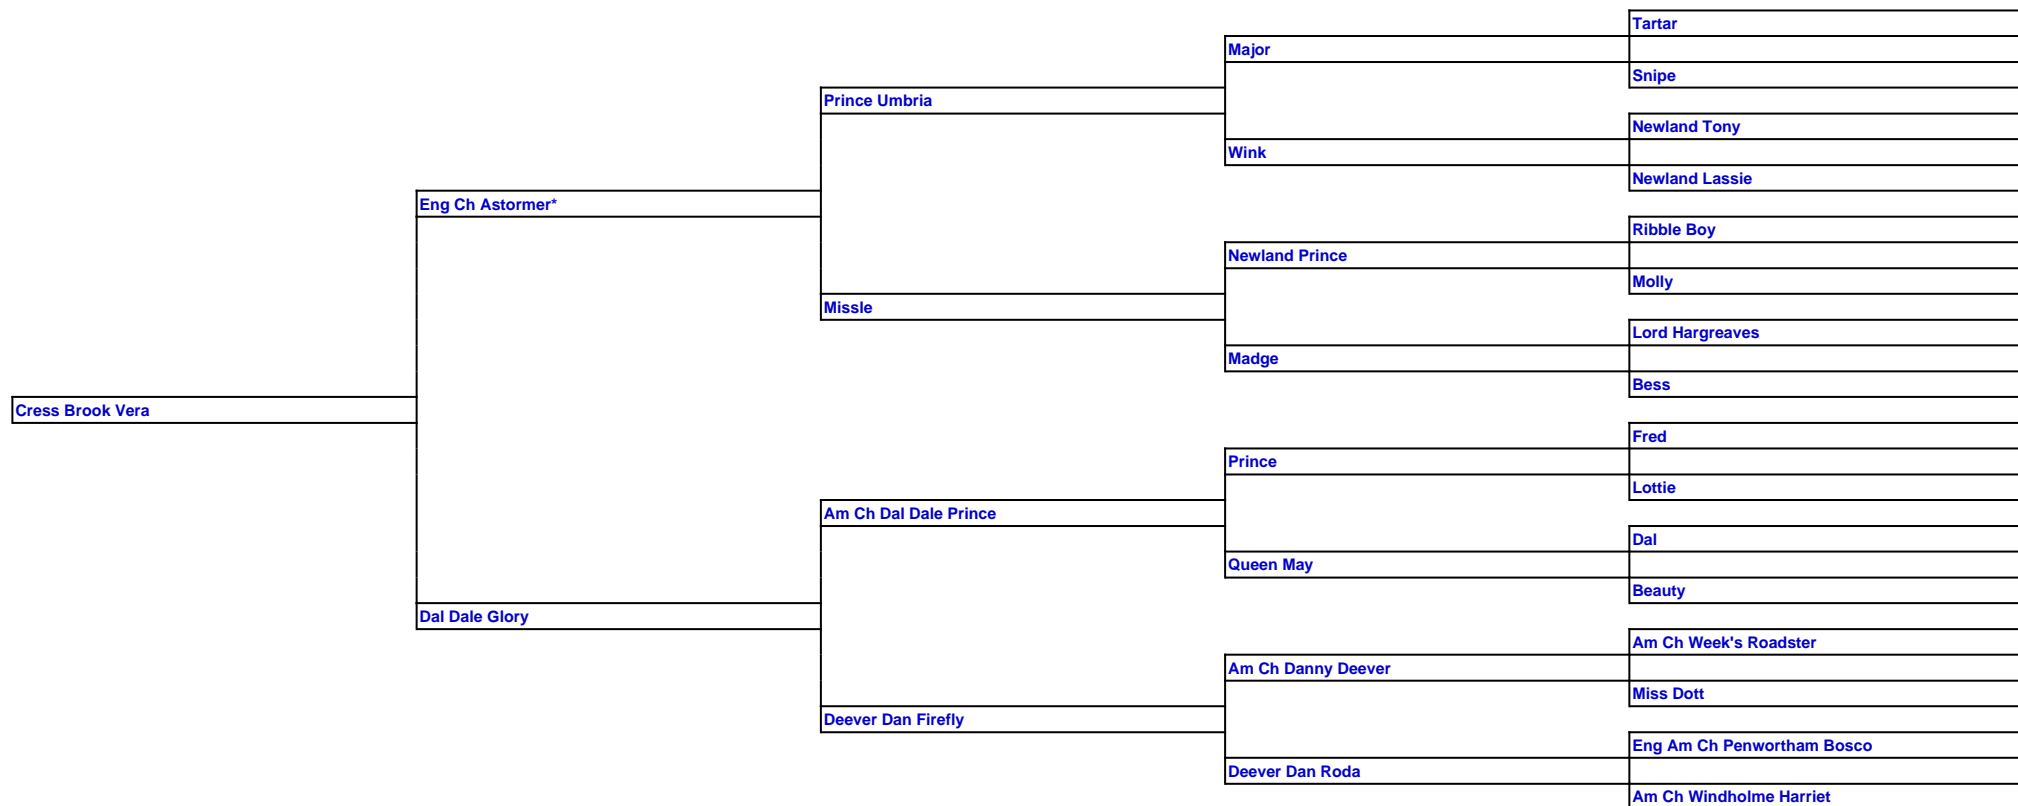 Tartar
Major
Snipe
Prince Umbria
Newland Tony
Wink
Newland Lassie
Eng Ch Astormer*
Ribble Boy
Newland Prince
Molly
Missle
Lord Hargreaves
Madge
Bess
Cress Brook Vera
Fred
Prince
Lottie
Am Ch Dal Dale Prince
Dal
Queen May
Beauty
Dal Dale Glory
Am Ch Week's Roadster
Am Ch Danny Deever
Miss Dott
Deever Dan Firefly
Eng Am Ch Penwortham Bosco
Deever Dan Roda
Am Ch Windholme Harriet